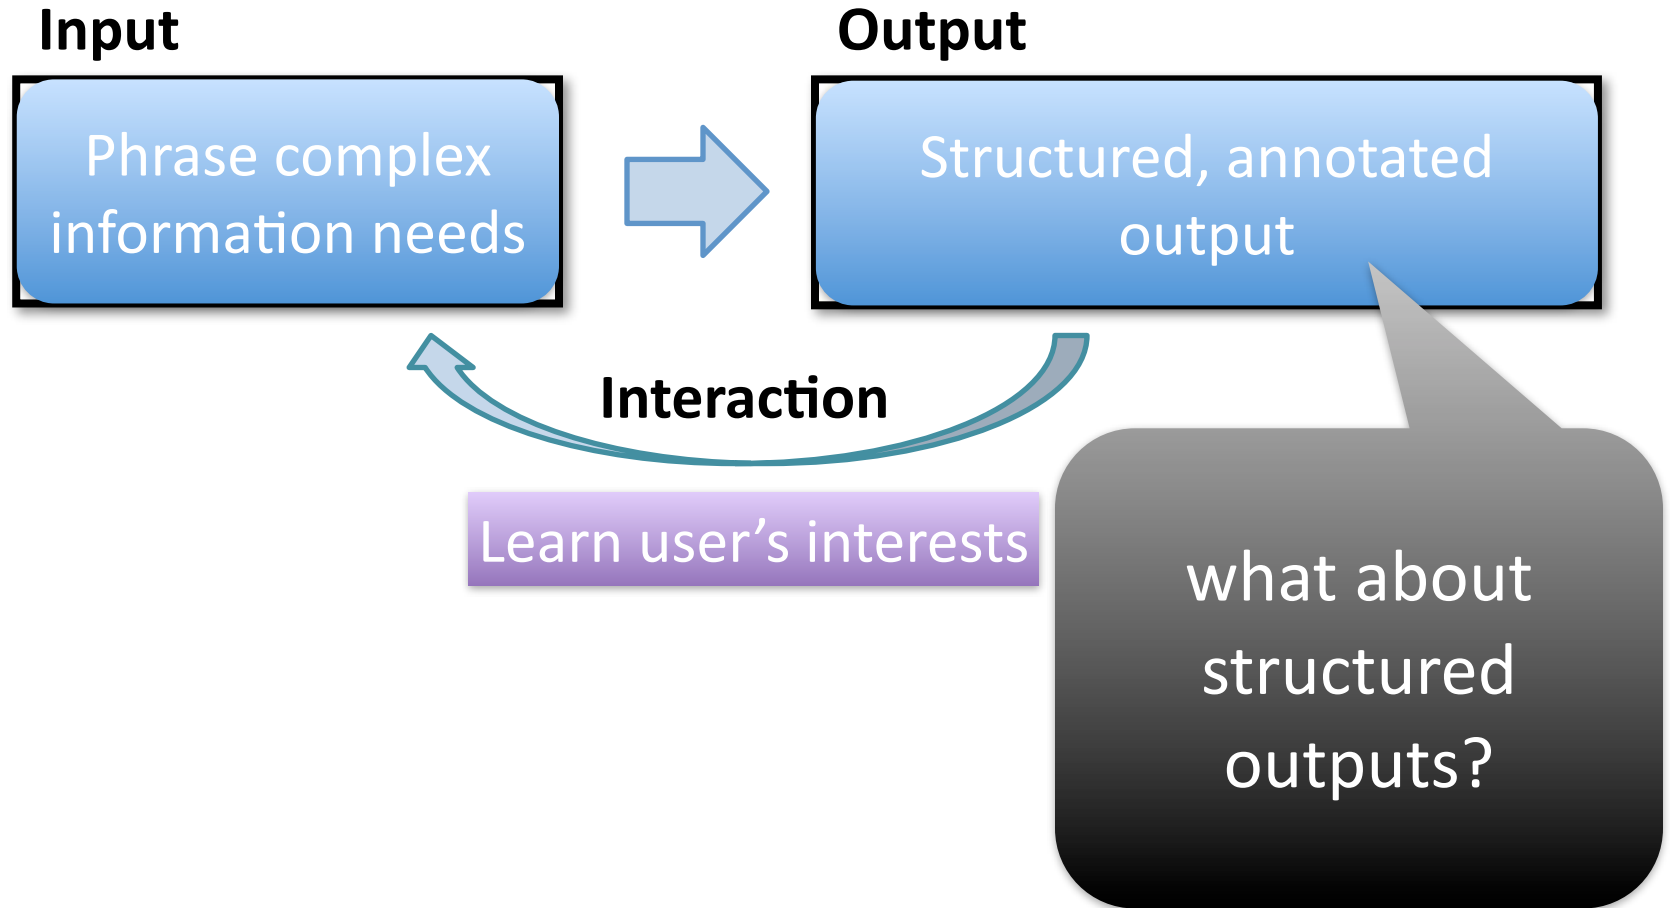 Input
Output
Phrase complex
information needs
Structured, annotated
output
Interaction
Learn user’s interests
what about
structured
outputs?